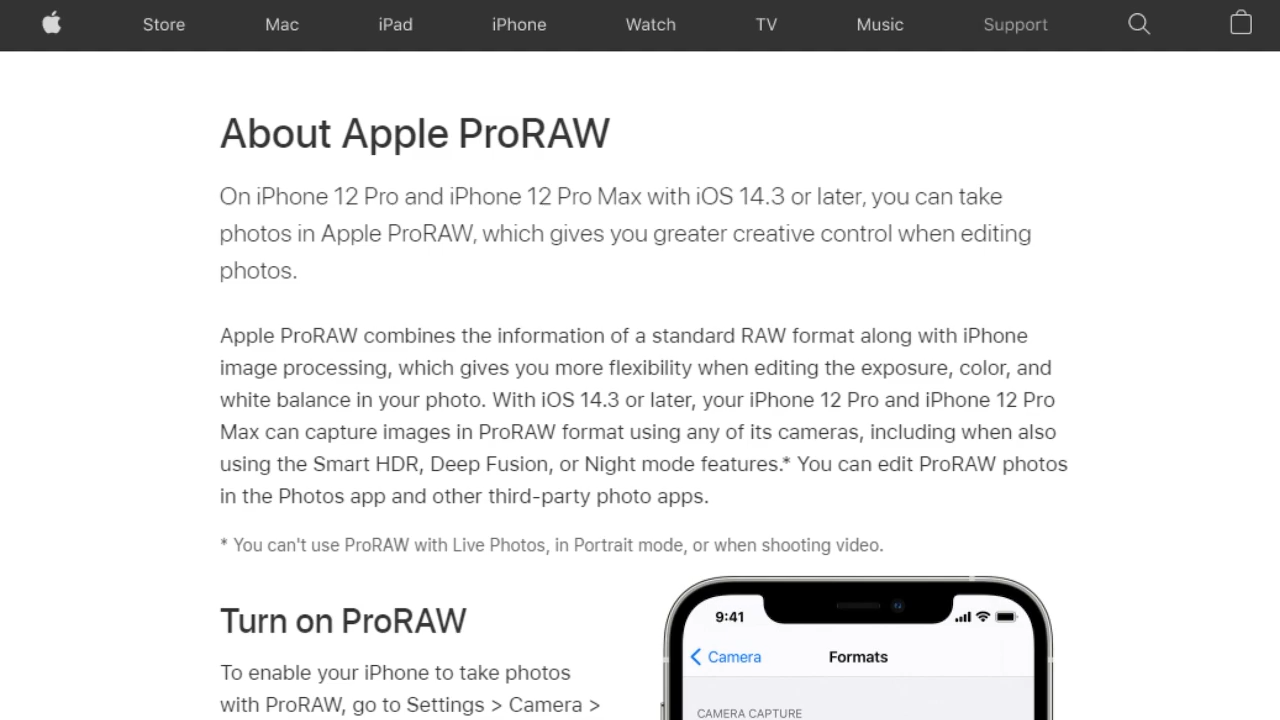 Store Mac iPad iPhone Watch TV Music Support
About Apple ProRAW
On iPhone 12 Pro and iPhone 12 Pro Max with iOS 14.3 or later, you can take
photos in Apple ProRAW, which gives you greater creative control when editing
photos.
Apple ProRAW combines the information of a standard RAW format along with iPhone
image processing, which gives you more flexibility when editing the exposure, color, and
white balance in your photo. With iOS 14.3 or later, your iPhone 12 Pro and iPhone 12 Pro
Max can capture images in ProRAW format using any of its cameras, including when also
using the Smart HDR, Deep Fusion, or Night mode features.* You can edit ProRAW photos
in the Photos app and other third-party photo apps.
* You can't use ProRAW with Live Photos, in Portrait mode, or when shooting video.
Turn on ProRAW
To enable your iPhone to take photos
with ProRAW, go to Settings > Camera >
9:41
Camera Formats
CAMERA CAPTURE